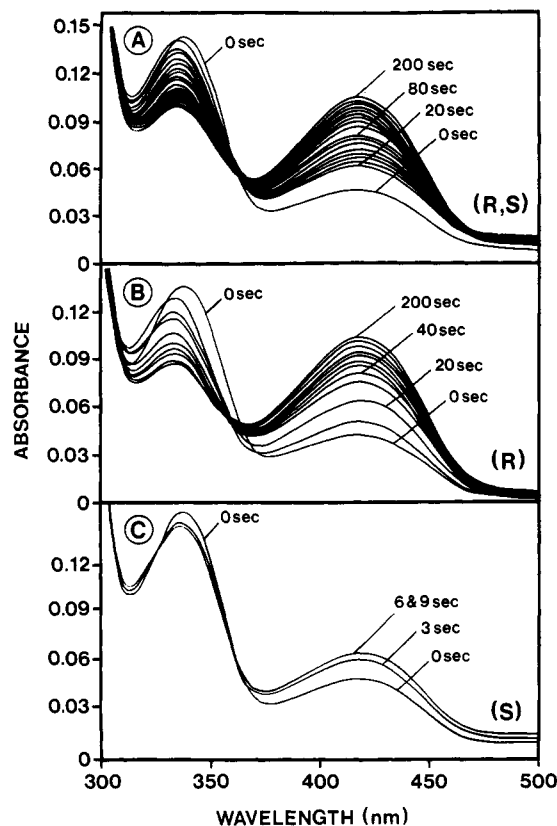 A
0 sec
200 sec
80 sec
20 sec
0 sec
(R,S)
0.15
0.12
0.09
0.06
0.03
0
B
0 sec
200 sec
40 sec
20 sec
0 sec
(R)
0.12
0.09
0.06
0.03
0
ABSORBANCE
C
0 sec
6 & 9 sec
3 sec
0 sec
(S)
0.12
0.09
0.06
0.03
0
300
350
400
450
500
WAVELENGTH (nm)